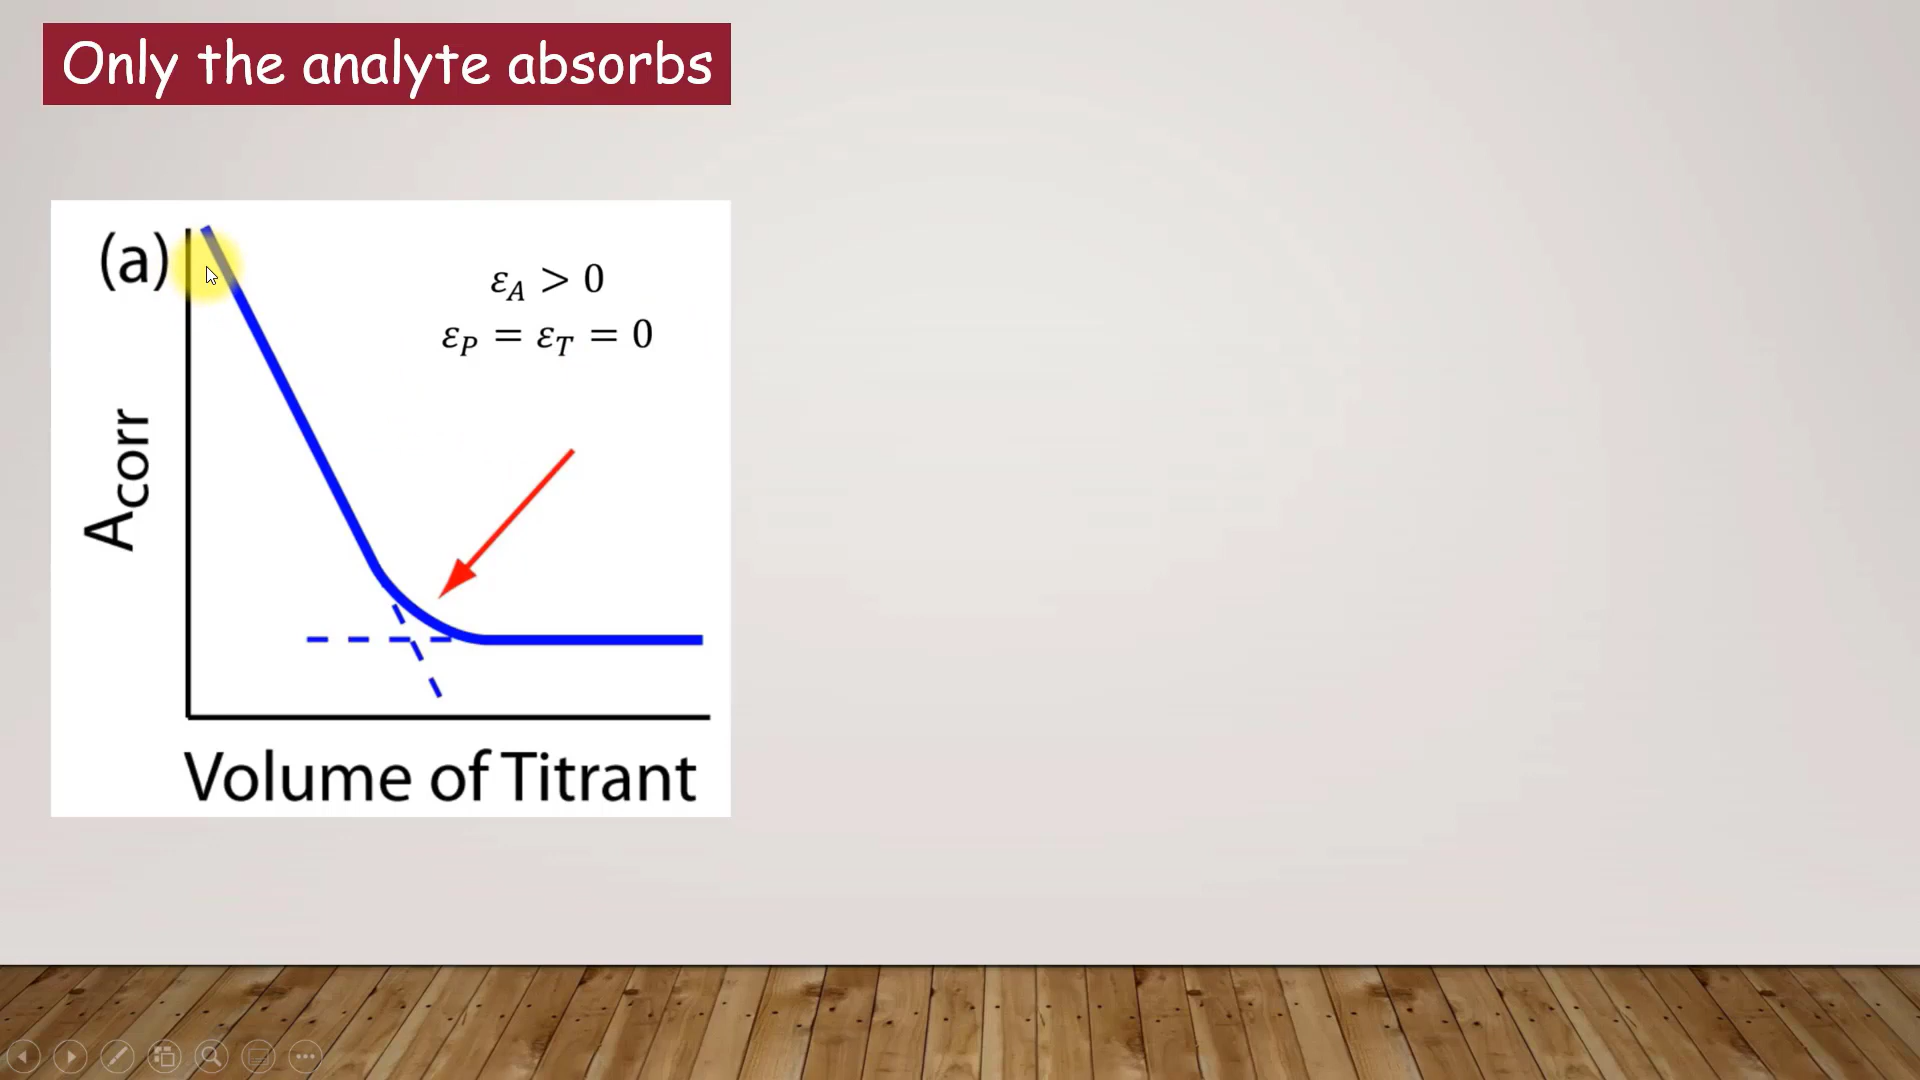 Only the analyte absorbs
(a)
εA > 0
εP = εT = 0
Acorr
Volume of Titrant